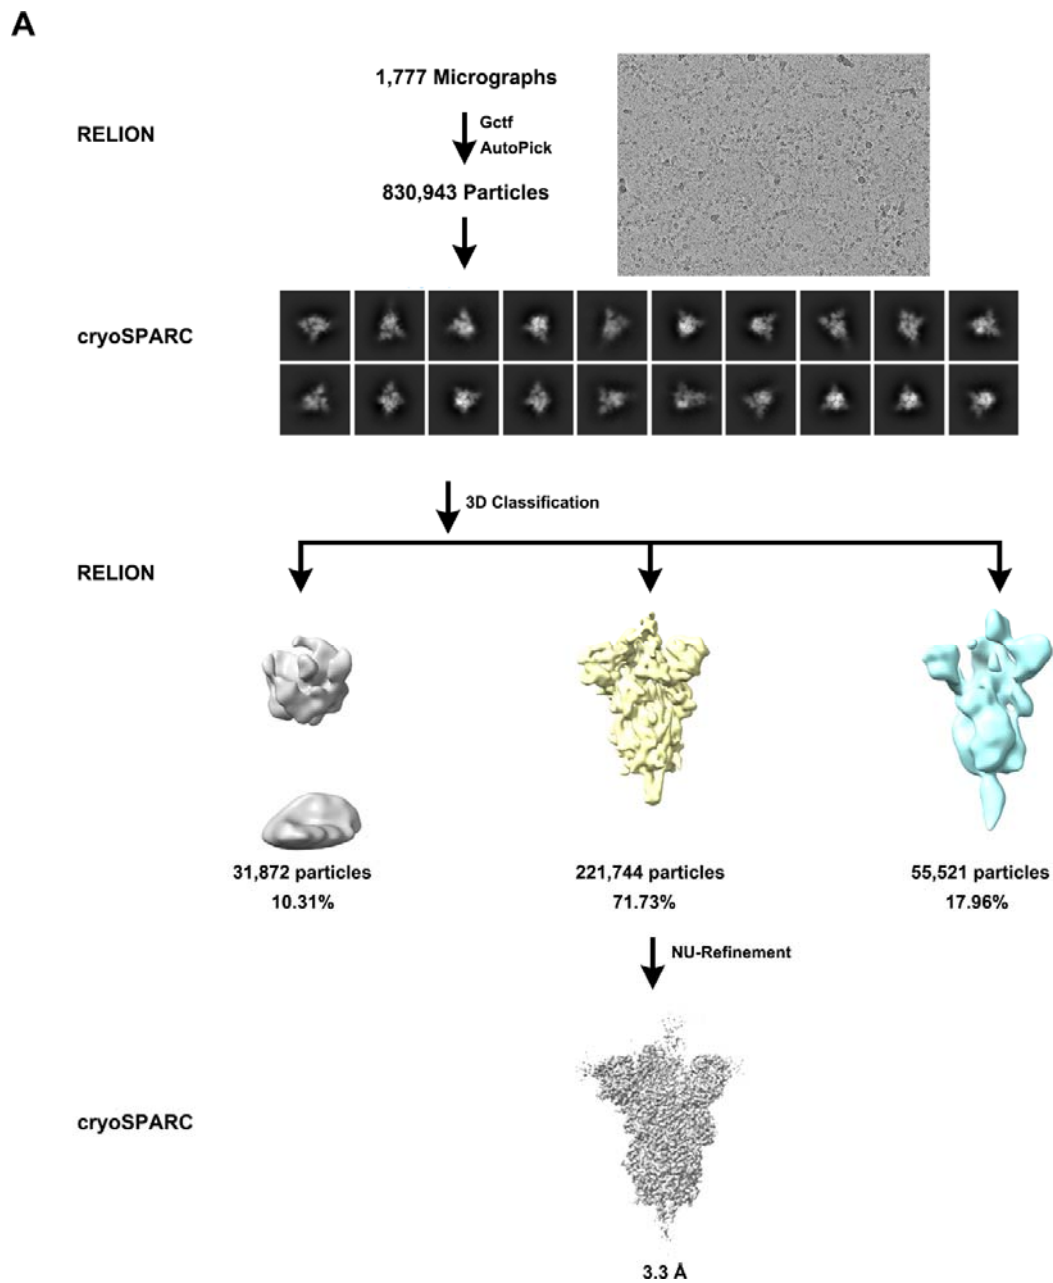 A
1,777 Micrographs
RELION
Gctf
AutoPick
830,943 Particles
cryoSPARC
3D Classification
RELION
31,872 particles
10.31%
221,744 particles
71.73%
55,521 particles
17.96%
NU-Refinement
cryoSPARC
3.3 Å